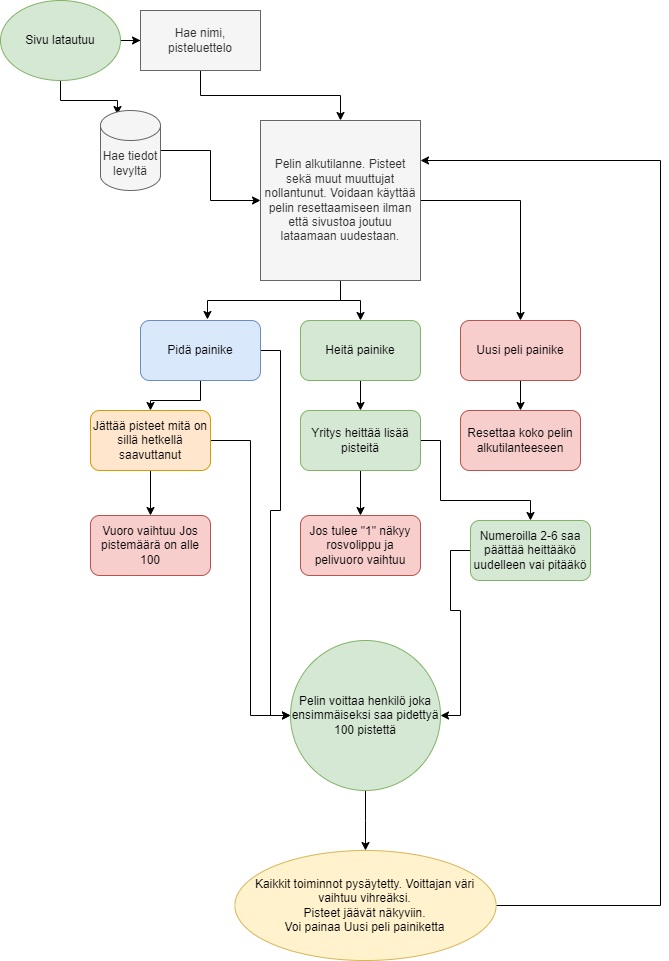 Sivu latautuu
Hae nimi,
pisteluettelo
Hae tiedot
levyltä
Pelin alkutilanne. Pisteet
sekä muut muuttujat
nollantunut. Voidaan käyttää
pelin resettaamiseen ilman
että sivustoa joutuu
lataamaan uudestaan.
Pidä painike
Heitä painike
Uusi peli painike
Jättää pisteet mitä on
sillä hetkellä
saavuttanut
Yritys heittää lisää
pisteitä
Resettaa koko pelin
alkutilanteeseen
Vuoro vaihtuu Jos
pistemäärä on alle
100
Jos tulee "1" näkyy
rosvolippu ja
pelivuoro vaihtuu
Numeroilla 2-6 saa
päättää heittääkö
uudelleen vai pitääkö
Pelin voittaa henkilö joka
ensimmäiseksi saa pidettyä
100 pistettä
Kaikkit toiminnot pysäytetty. Voittajan väri
vaihtuu vihreäksi.
Pisteet jäävät näkyviin.
Voi painaa Uusi peli painiketta